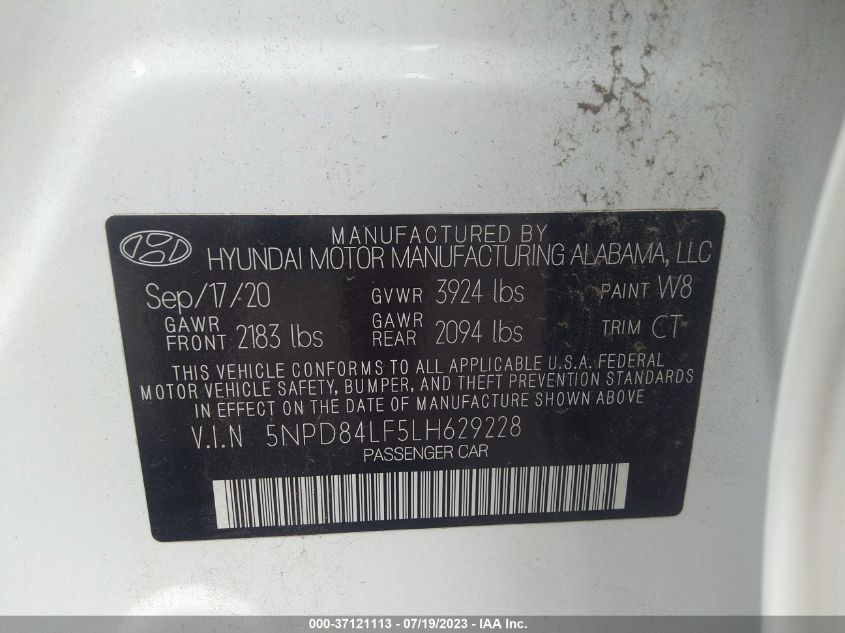 MANUFACTURED BY
HYUNDAI MOTOR MANUFACTURING ALABAMA, LLC
Sep/17/20 GVWR 3924 lbs PAINT W8
GAWR FRONT 2183 lbs GAWR REAR 2094 lbs TRIM CT
THIS VEHICLE CONFORMS TO ALL APPLICABLE U.S.A. FEDERAL
MOTOR VEHICLE SAFETY, BUMPER, AND THEFT PREVENTION STANDARDS
IN EFFECT ON THE DATE OF MANUFACTURE SHOWN ABOVE.
V.I.N 5NPD84LF5LH629228
PASSENGER CAR
000-37121113 - 07/19/2023 - IAA Inc.